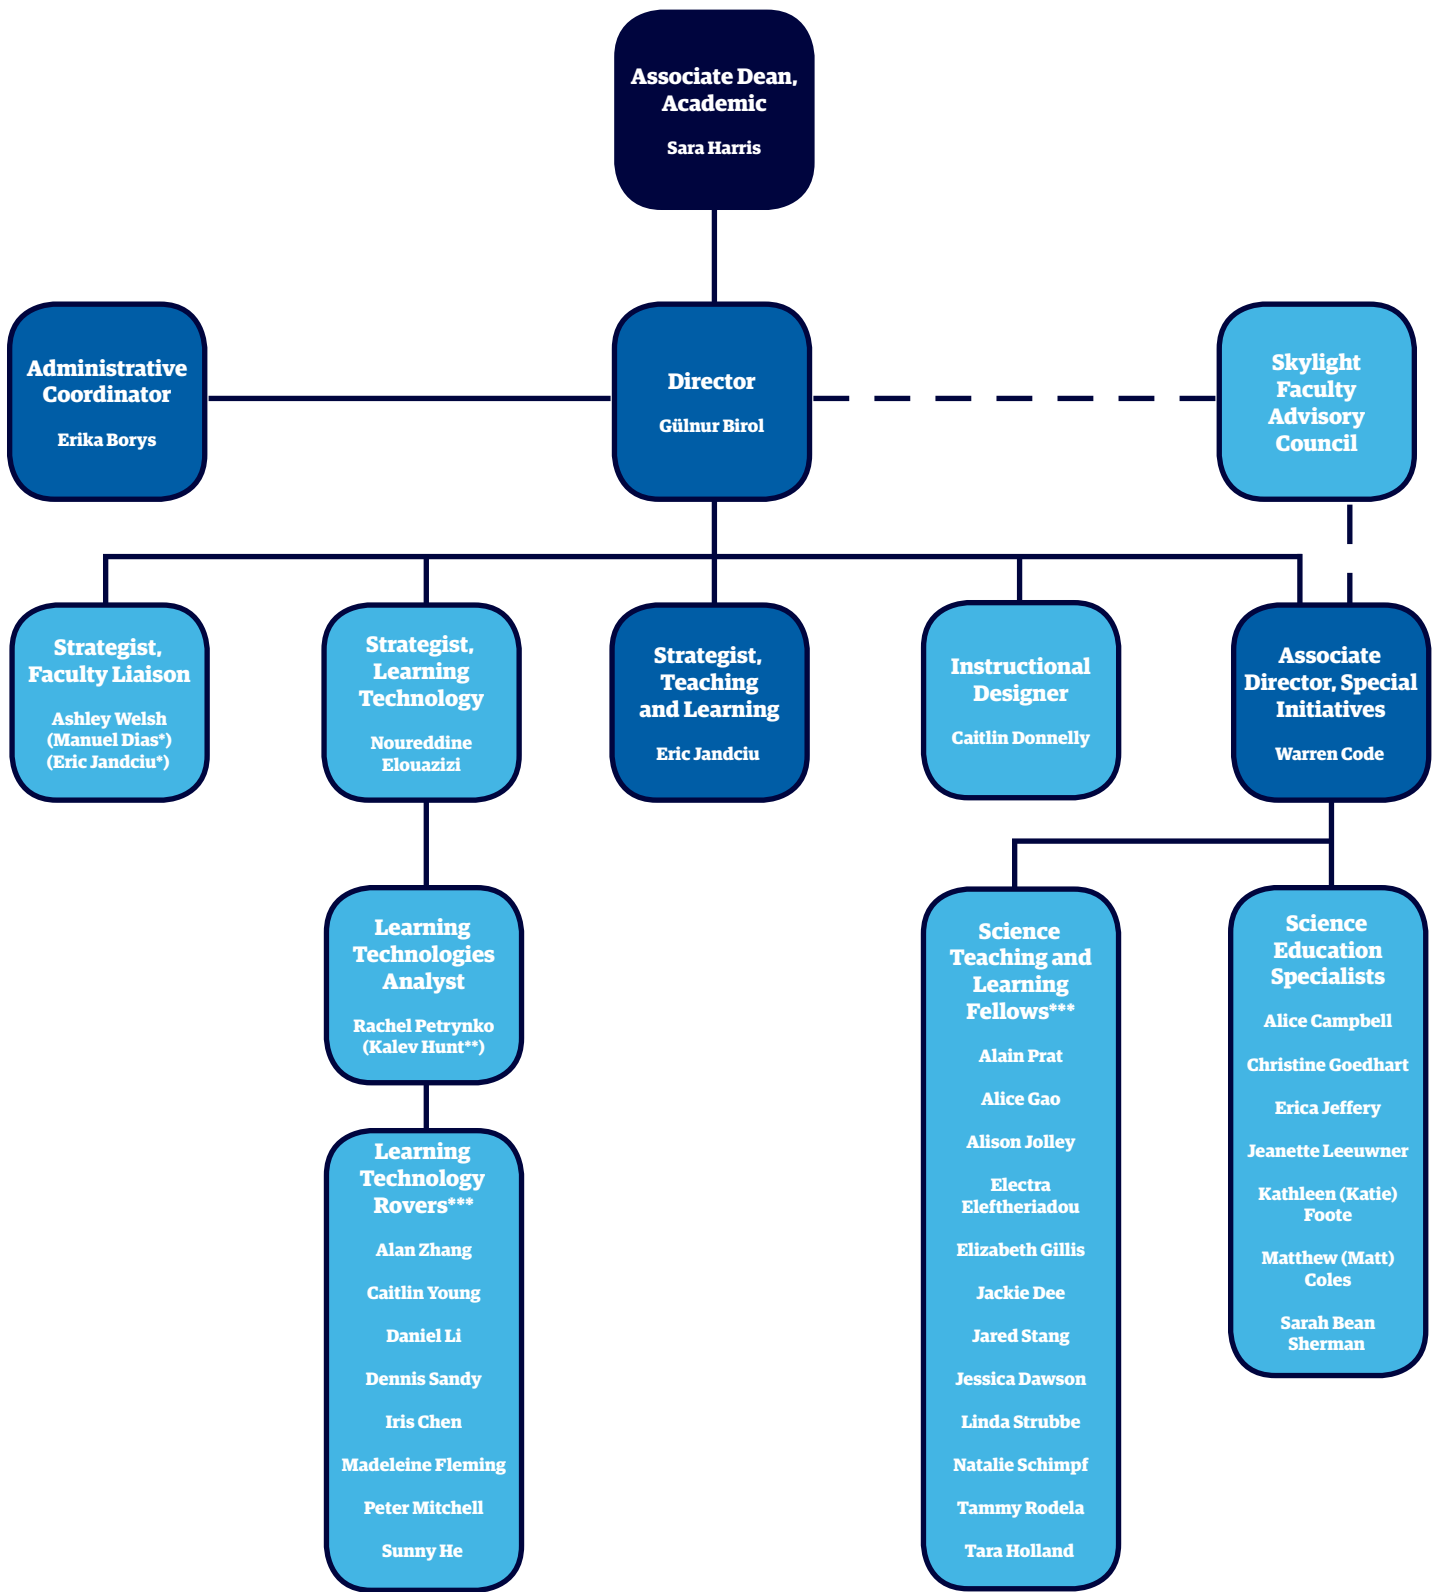 Associate Dean,
Academic
Sara Harris
Administrative
Coordinator
Erika Borys
Director
Gülnur Birol
Skylight
Faculty
Advisory
Council
Strategist,
Faculty Liaison
Ashley Welsh
(Manuel Dias*)
(Eric Jandciu*)
Strategist,
Learning
Technology
Noureddine
Elouazizi
Strategist,
Teaching
and Learning
Eric Jandciu
Instructional
Designer
Caitlin Donnelly
Associate
Director, Special
Initiatives
Warren Code
Learning
Technologies
Analyst
Rachel Petrynko
(Kalev Hunt**)
Learning
Technology
Rovers***
Alan Zhang
Caitlin Young
Daniel Li
Dennis Sandy
Iris Chen
Madeleine Fleming
Peter Mitchell
Sunny He
Science
Teaching and
Learning
Fellows***
Alain Prat
Alice Gao
Alison Jolley
Electra
Eleftheriadou
Elizabeth Gillis
Jackie Dee
Jared Stang
Jessica Dawson
Linda Strubbe
Natalie Schimpf
Tammy Rodela
Tara Holland
Science
Education
Specialists
Alice Campbell
Christine Goedhart
Erica Jeffery
Jeanette Leeuwner
Kathleen (Katie)
Foote
Matthew (Matt)
Coles
Sarah Bean
Sherman